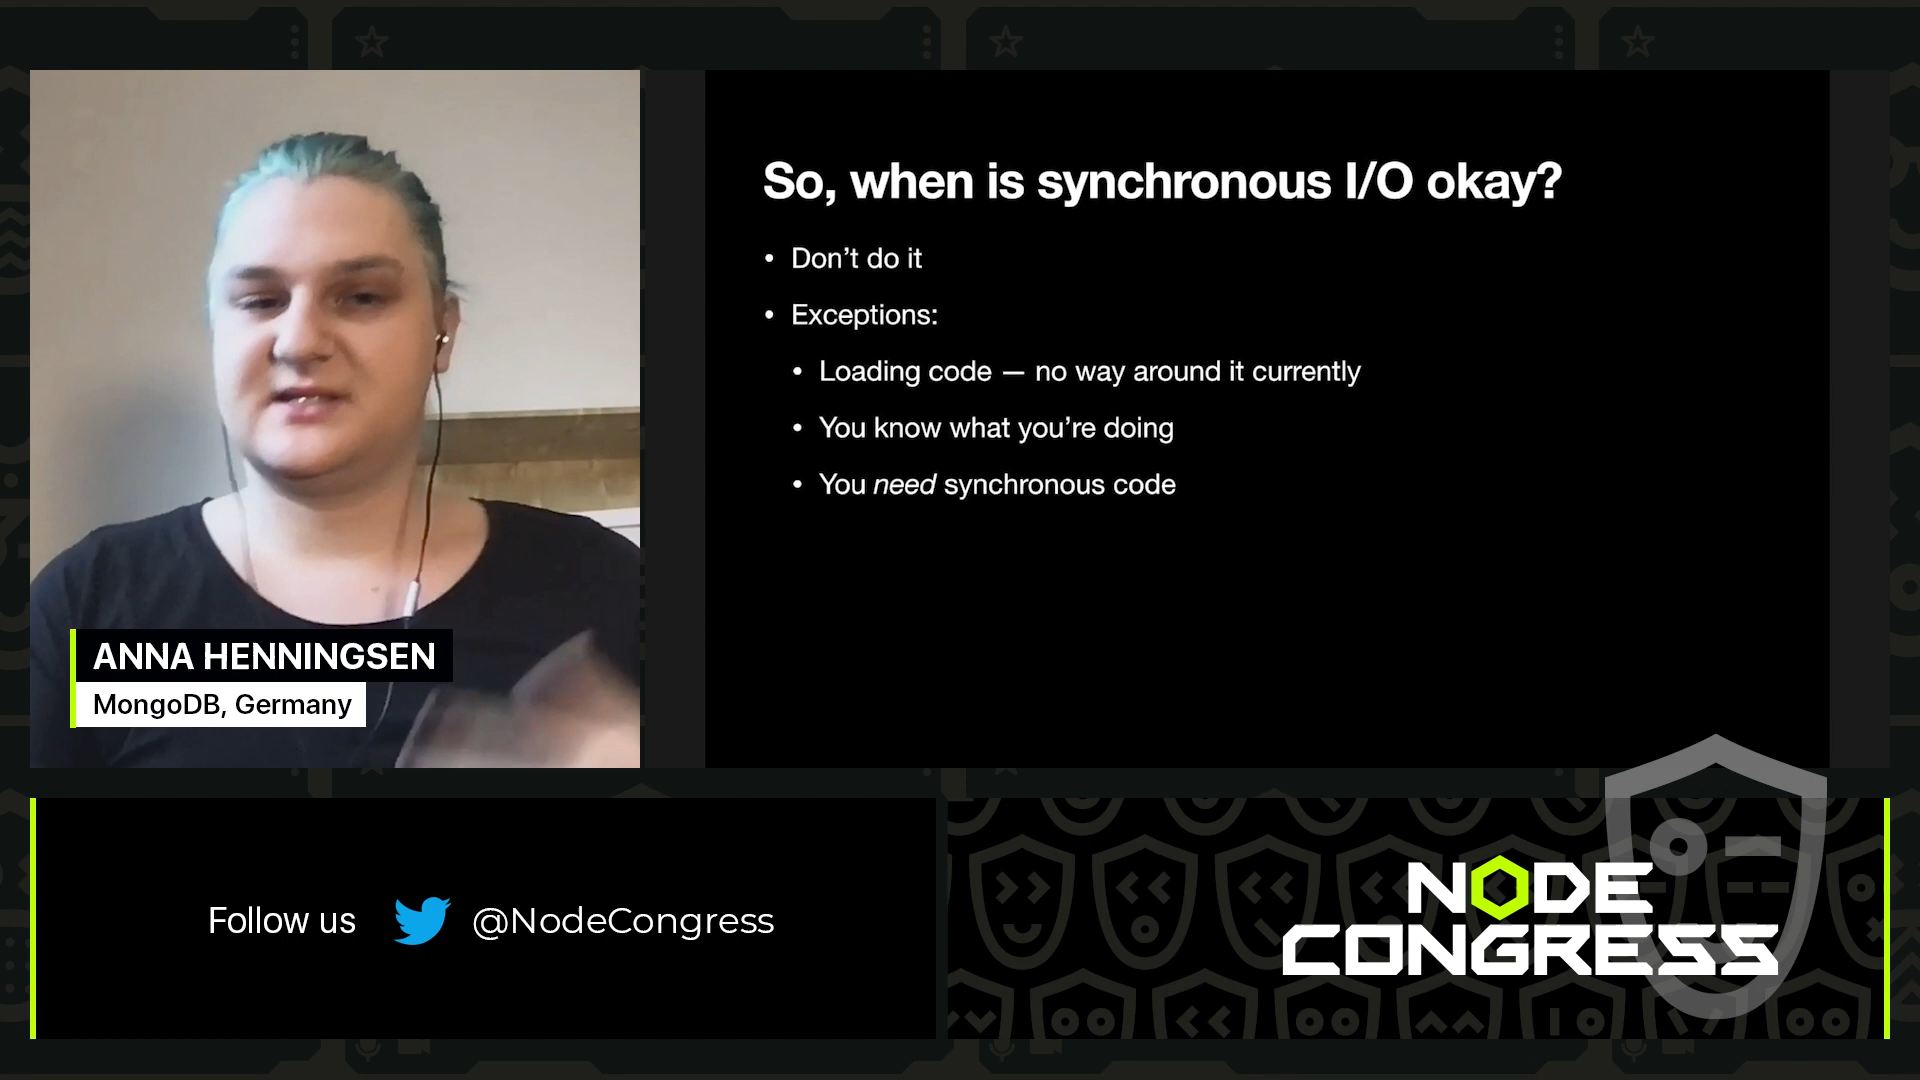 So, when is synchronous I/O okay?
• Don’t do it
• Exceptions:
• Loading code — no way around it currently
• You know what you’re doing
• You need synchronous code
ANNA HENNINGSEN
MongoDB, Germany
Follow us @NodeCongress
NODE
CONGRESS